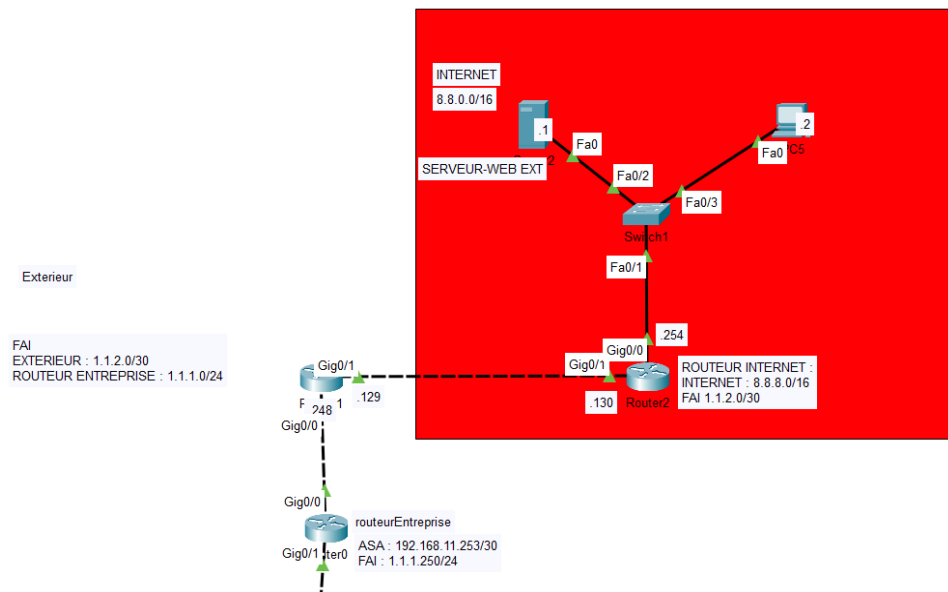 INTERNET
8.8.0.0/16
.1
.2
Fa0
Fa0
PC5
SERVEUR-WEB EXT
Fa0/2
Fa0/3
Switch1
Fa0/1
Exterieur
.254
Gig0/0
FAI
EXTERIEUR : 1.1.2.0/30
ROUTEUR ENTREPRISE : 1.1.1.0/24
Gig0/1
.129
248
Gig0/0
Gig0/1
.130
Router2
ROUTEUR INTERNET :
INTERNET : 8.8.8.0/16
FAI 1.1.2.0/30
Gig0/0
routeurEntreprise
Gig0/1
ter0
ASA : 192.168.11.253/30
FAI : 1.1.1.250/24